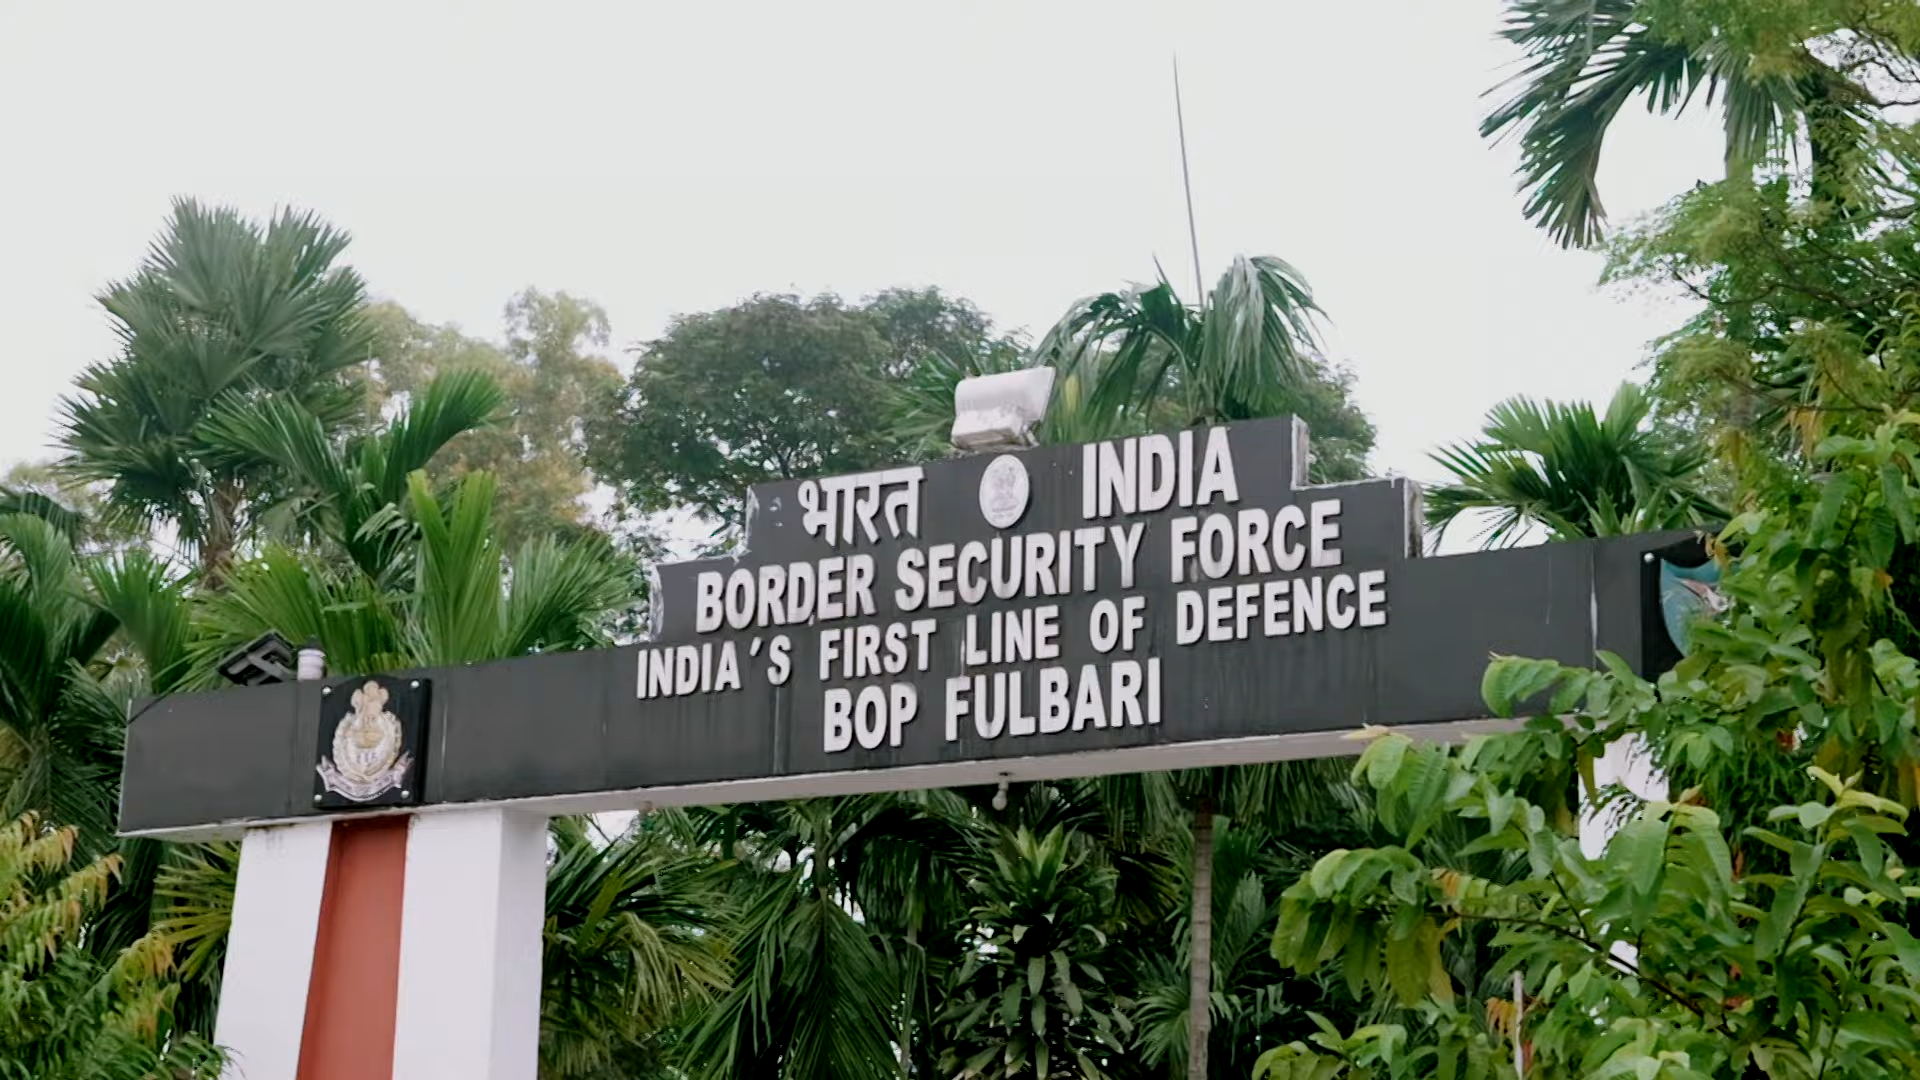 भारत INDIA
BORDER SECURITY FORCE
INDIA'S FIRST LINE OF DEFENCE
BOP FULBARI